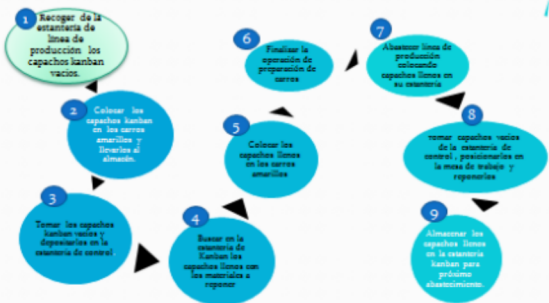 1
Recoger de la
estantería de
línea de
producción los
capachos kanban
vacios.
2
Colocar los
capachos kanban
en los carros
amarillos y
llevarlos al
almacén.
3
Tomar los capachos
kanban vacios y
depositarlos en la
estantería de control.
4
Buscar en la
estantería de
Kanban los
capachos llenos con
los materiales a
reponer
5
Colocar los
capachos llenos
en los carros
amarillos
6
Finalizar la
operación de
preparación de
carros
7
Abastecer línea de
producción
colocando
capachos llenos en
su estantería
8
Tomar capachos vacios
de la estantería de
control , posicionarlos en
la mesa de trabajo y
reponerlos
9
Almacenar los
capachos llenos
en la estantería
kanban para
próximo
abastecimiento.